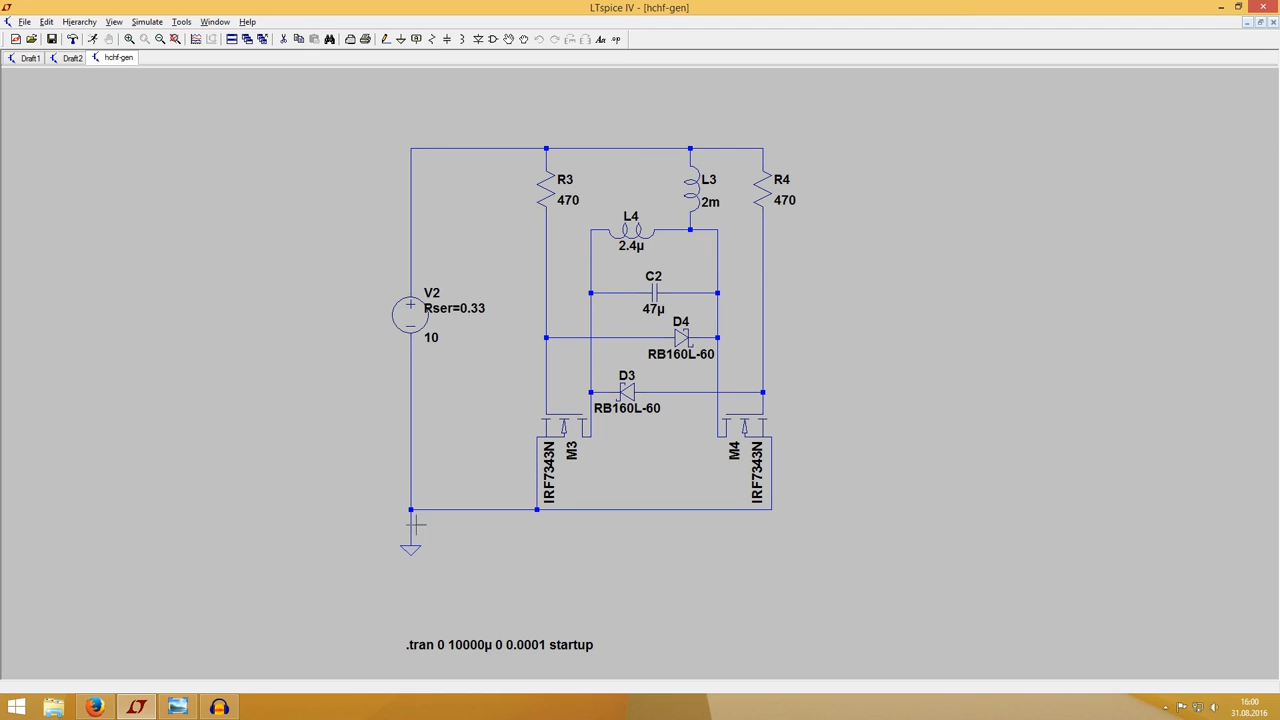 LTspice IV - [hchf-gen]
File Edit Hierarchy View Simulate Tools Window Help
Draft1 Draft2 hchf-gen
R3
470
L3
2m
R4
470
L4
2.4µ
C2
47µ
V2
Rser=0.33
10
D4
RB160L-60
D3
RB160L-60
IRF7343N
M3
M4
IRF7343N
.tran 0 10000µ 0 0.0001 startup
16:00
31.08.2016